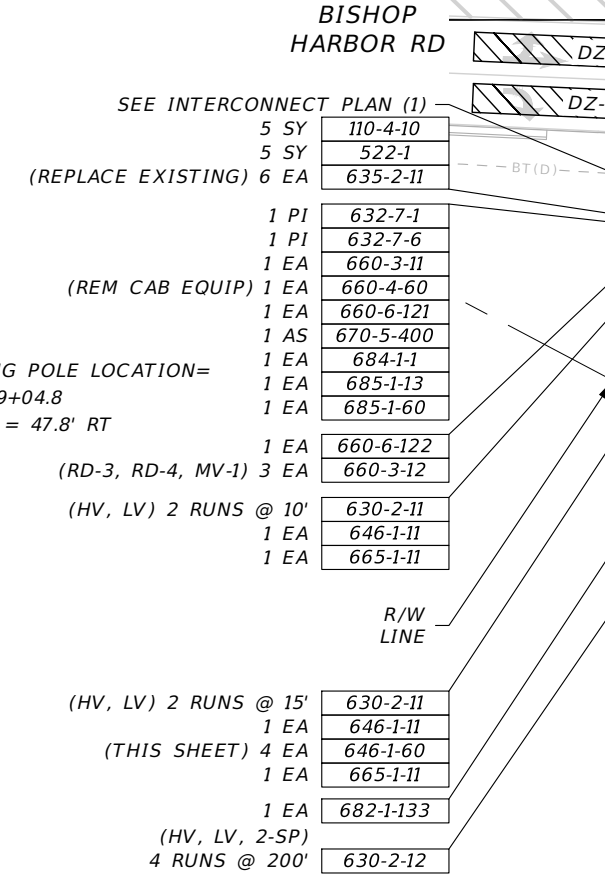 BISHOP
HARBOR RD
DZ
DZ-
SEE INTERCONNECT PLAN (1)
5 SY 110-4-10
5 SY 522-1
BT(D)
(REPLACE EXISTING) 6 EA 635-2-11
1 PI 632-7-1
1 PI 632-7-6
1 EA 660-3-11
(REM CAB EQUIP) 1 EA 660-4-60
1 EA 660-6-121
1 AS 670-5-400
1 EA 684-1-1
G POLE LOCATION=
1 EA 685-1-13
9+04.8
1 EA 685-1-60
= 47.8' RT
1 EA 660-6-122
(RD-3, RD-4, MV-1) 3 EA 660-3-12
(HV, LV) 2 RUNS @ 10' 630-2-11
1 EA 646-1-11
1 EA 665-1-11
R/W
LINE
(HV, LV) 2 RUNS @ 15' 630-2-11
1 EA 646-1-11
(THIS SHEET) 4 EA 646-1-60
1 EA 665-1-11
1 EA 682-1-133
(HV, LV, 2-SP)
4 RUNS @ 200' 630-2-12